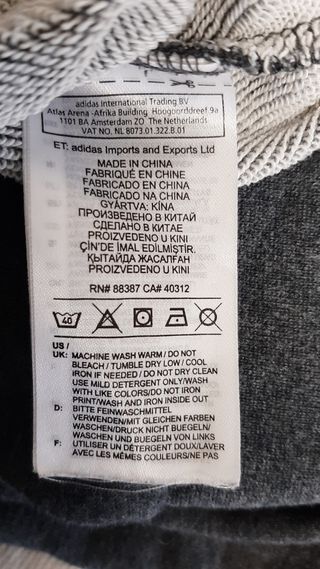 adidas International Trading BV
Atlas Arena -Afrika Building Hoogoorddreef 9a
1101 BA Amsterdam ZO The Netherlands
VAT NO. NL 8073.01.322.B.01
ET: adidas Imports and Exports Ltd
MADE IN CHINA
FABRIQUÉ EN CHINE
FABRICADO EN CHINA
FABRICADO NA CHINA
GYÁRTVA: KÍNA
ПРОИЗВЕДЕНО В КИТАЙ
СДЕЛАНО В КИТАЕ
PROIZVEDENO U KINI
ÇİN'DE İMAL EDİLMİŞTİR.
ҚЫТАЙДА ЖАСАЛҒАН
PROIZVEDENO U KINI
RN# 88387 CA# 40312
40
US /
UK: MACHINE WASH WARM / DO NOT
BLEACH / TUMBLE DRY LOW / COOL
IRON IF NEEDED / DO NOT DRY CLEAN
USE MILD DETERGENT ONLY/WASH
WITH LIKE COLORS/DO NOT IRON
PRINT/WASH AND IRON INSIDE OUT
D: BITTE FEINWASCHMITTEL
VERWENDEN/MIT GLEICHEN FARBEN
WASCHEN/DRUCK NICHT BUEGELN/
WASCHEN UND BUEGELN VON LINKS
F: UTILISER UN DÉTERGENT DOUX/LAVER
AVEC LES MÊMES COULEURS/NE PAS